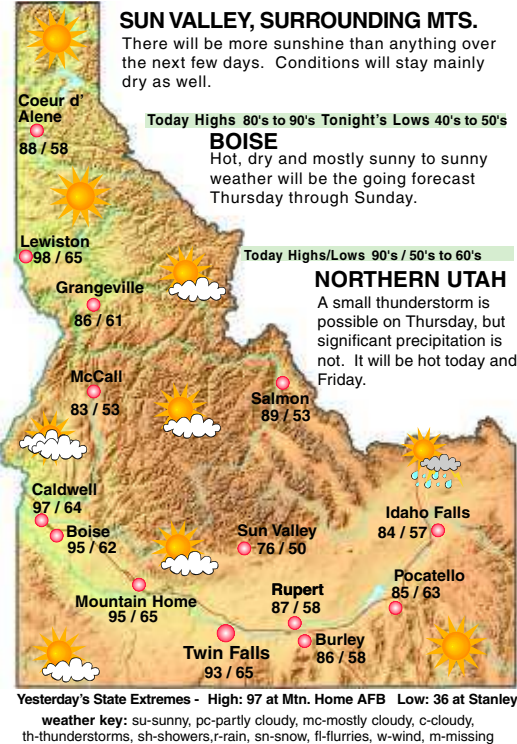 SUN VALLEY, SURROUNDING MTS.
There will be more sunshine than anything over
the next few days.  Conditions will stay mainly
dry as well.
Today Highs 80's to 90's Tonight's Lows 40's to 50's
BOISE
Hot, dry and mostly sunny to sunny
weather will be the going forecast
Thursday through Sunday.
Today Highs/Lows 90's / 50's to 60's
NORTHERN UTAH
A small thunderstorm is
possible on Thursday, but
significant precipitation is
not.  It will be hot today and
Friday.
Coeur d'
Alene
88 / 58
Lewiston
98 / 65
Grangeville
86 / 61
McCall
83 / 53
Salmon
89 / 53
Caldwell
97 / 64
Boise
95 / 62
Sun Valley
76 / 50
Idaho Falls
84 / 57
Mountain Home
95 / 65
Rupert
87 / 58
Pocatello
85 / 63
Burley
86 / 58
Twin Falls
93 / 65
Yesterday's State Extremes -  High: 97 at Mtn. Home AFB  Low: 36 at Stanley
weather key: su-sunny, pc-partly cloudy, mc-mostly cloudy, c-cloudy,
th-thunderstorms, sh-showers,r-rain, sn-snow, fl-flurries, w-wind, m-missing